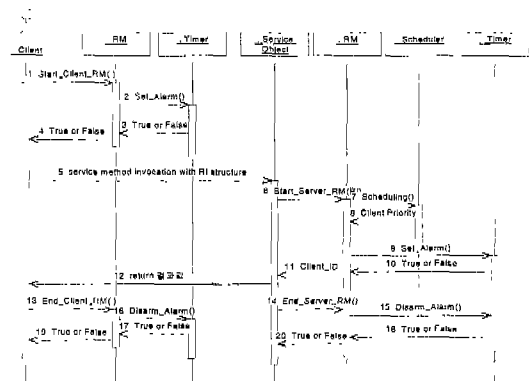 Client
RM
Timer
Service
Object
RM
Scheduler
Timer
1 Start_Client_RM()
2 Set_Alarm()
3 True or False
4 True or False
5 service method invocation with RI structure
6 Start_Server_RM()
7 Scheduling()
8 Client Priority
9 Set_Alarm()
10 True or False
11 Client_ID
12 return 결과값
13 End_Client_RM()
14 End_Server_RM()
15 Disarm_Alarm()
16 Disarm_Alarm()
17 True or False
18 True or False
19 True or False
20 True or False